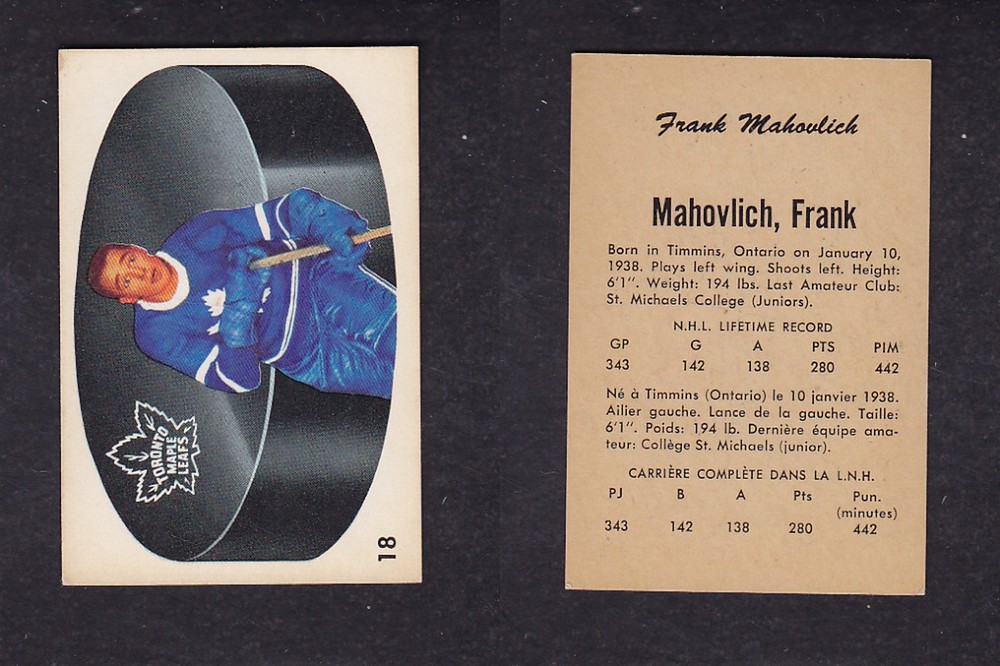 TORONTO
MAPLE
LEAFS
18
Frank Mahovlich
Mahovlich, Frank
Born in Timmins, Ontario on January 10,
1938. Plays left wing. Shoots left. Height:
6'1". Weight: 194 lbs. Last Amateur Club:
St. Michaels College (Juniors).
N.H.L. LIFETIME RECORD
GP G A PTS PIM
343 142 138 280 442
Né à Timmins (Ontario) le 10 janvier 1938.
Ailier gauche. Lance de la gauche. Taille:
6'1". Poids: 194 lb. Dernière équipe ama-
teur: Collège St. Michaels (junior).
CARRIÈRE COMPLÈTE DANS LA L.N.H.
PJ B A Pts Pun.
(minutes)
343 142 138 280 442